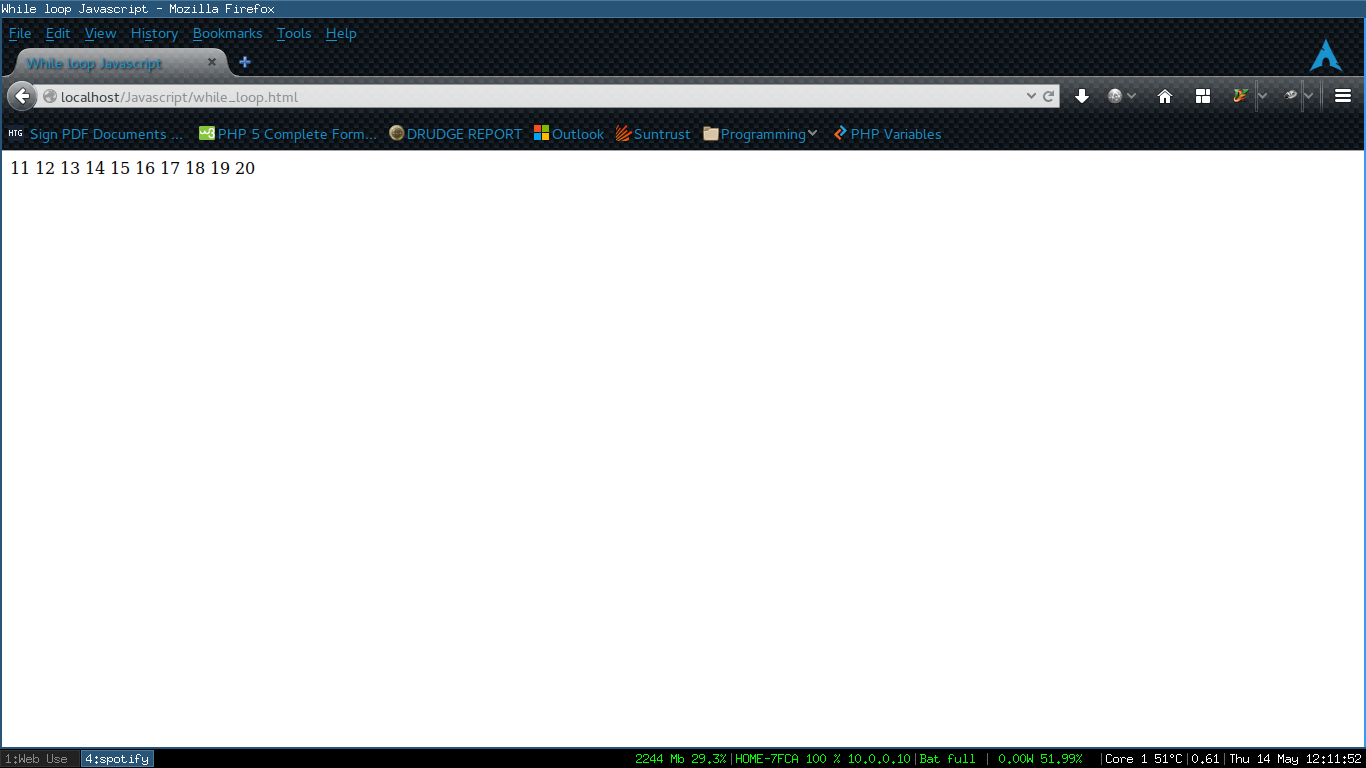 While loop Javascript - Mozilla Firefox
File Edit View History Bookmarks Tools Help
While loop Javascript
localhost/Javascript/while_loop.html
HTG Sign PDF Documents ... PHP 5 Complete Form... DRUDGE REPORT Outlook Suntrust Programming PHP Variables
11 12 13 14 15 16 17 18 19 20
1:Web Use 4:spotify 2244 Mb 29.3%|HOME-7FCA 100 % 10.0.0.10|Bat full | 0.00W 51.99% |Core 1 51°C|0.61|Thu 14 May 12:11:52